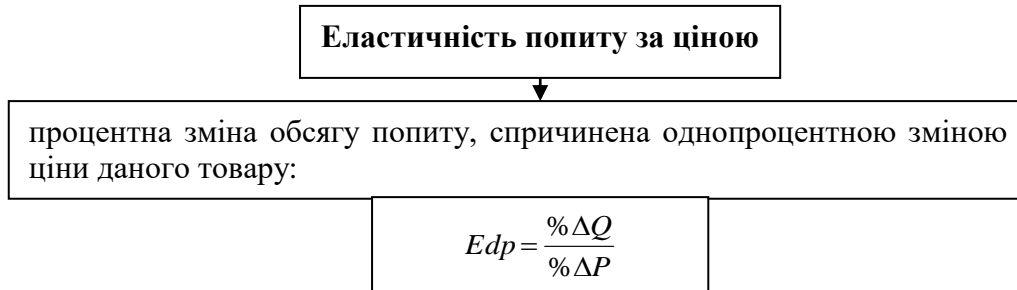 Еластичність попиту за ціною
процентна зміна обсягу попиту, спричинена однопроцентною зміною
ціни даного товару:
Edp = %ΔQ / %ΔP